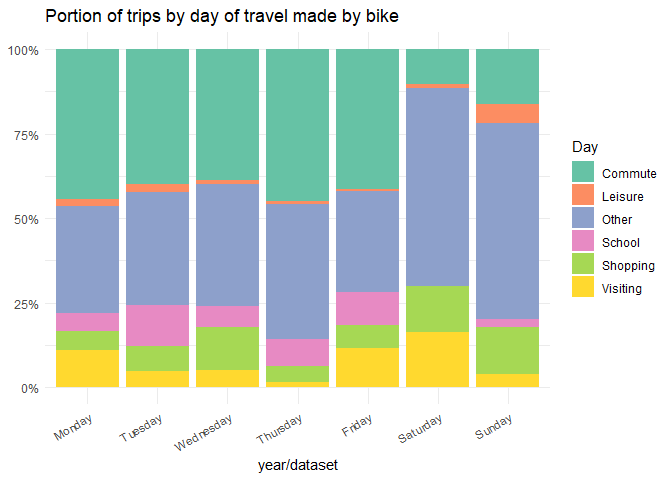 Portion of trips by day of travel made by bike
100%
75%
50%
25%
0%
Monday
Tuesday
Wednesday
Thursday
Friday
Saturday
Sunday
year/dataset
Day
Commute
Leisure
Other
School
Shopping
Visiting